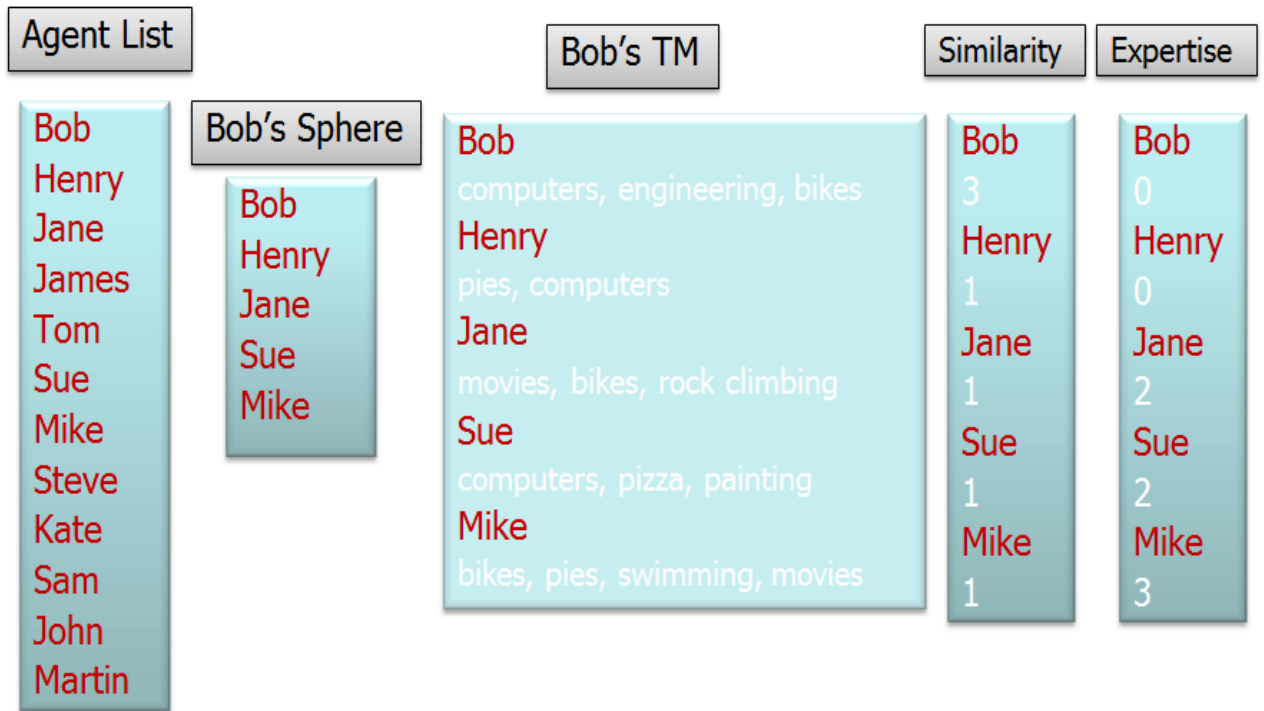 Agent List
Bob
Henry
Jane
James
Tom
Sue
Mike
Steve
Kate
Sam
John
Martin
Bob's Sphere
Bob
Henry
Jane
Sue
Mike
Bob's TM
Bob
computers, engineering, bikes
Henry
pies, computers
Jane
movies, bikes, rock climbing
Sue
computers, pizza, painting
Mike
bikes, pies, swimming, movies
Similarity
Bob
3
Henry
1
Jane
1
Sue
1
Mike
1
Expertise
Bob
0
Henry
0
Jane
2
Sue
2
Mike
3